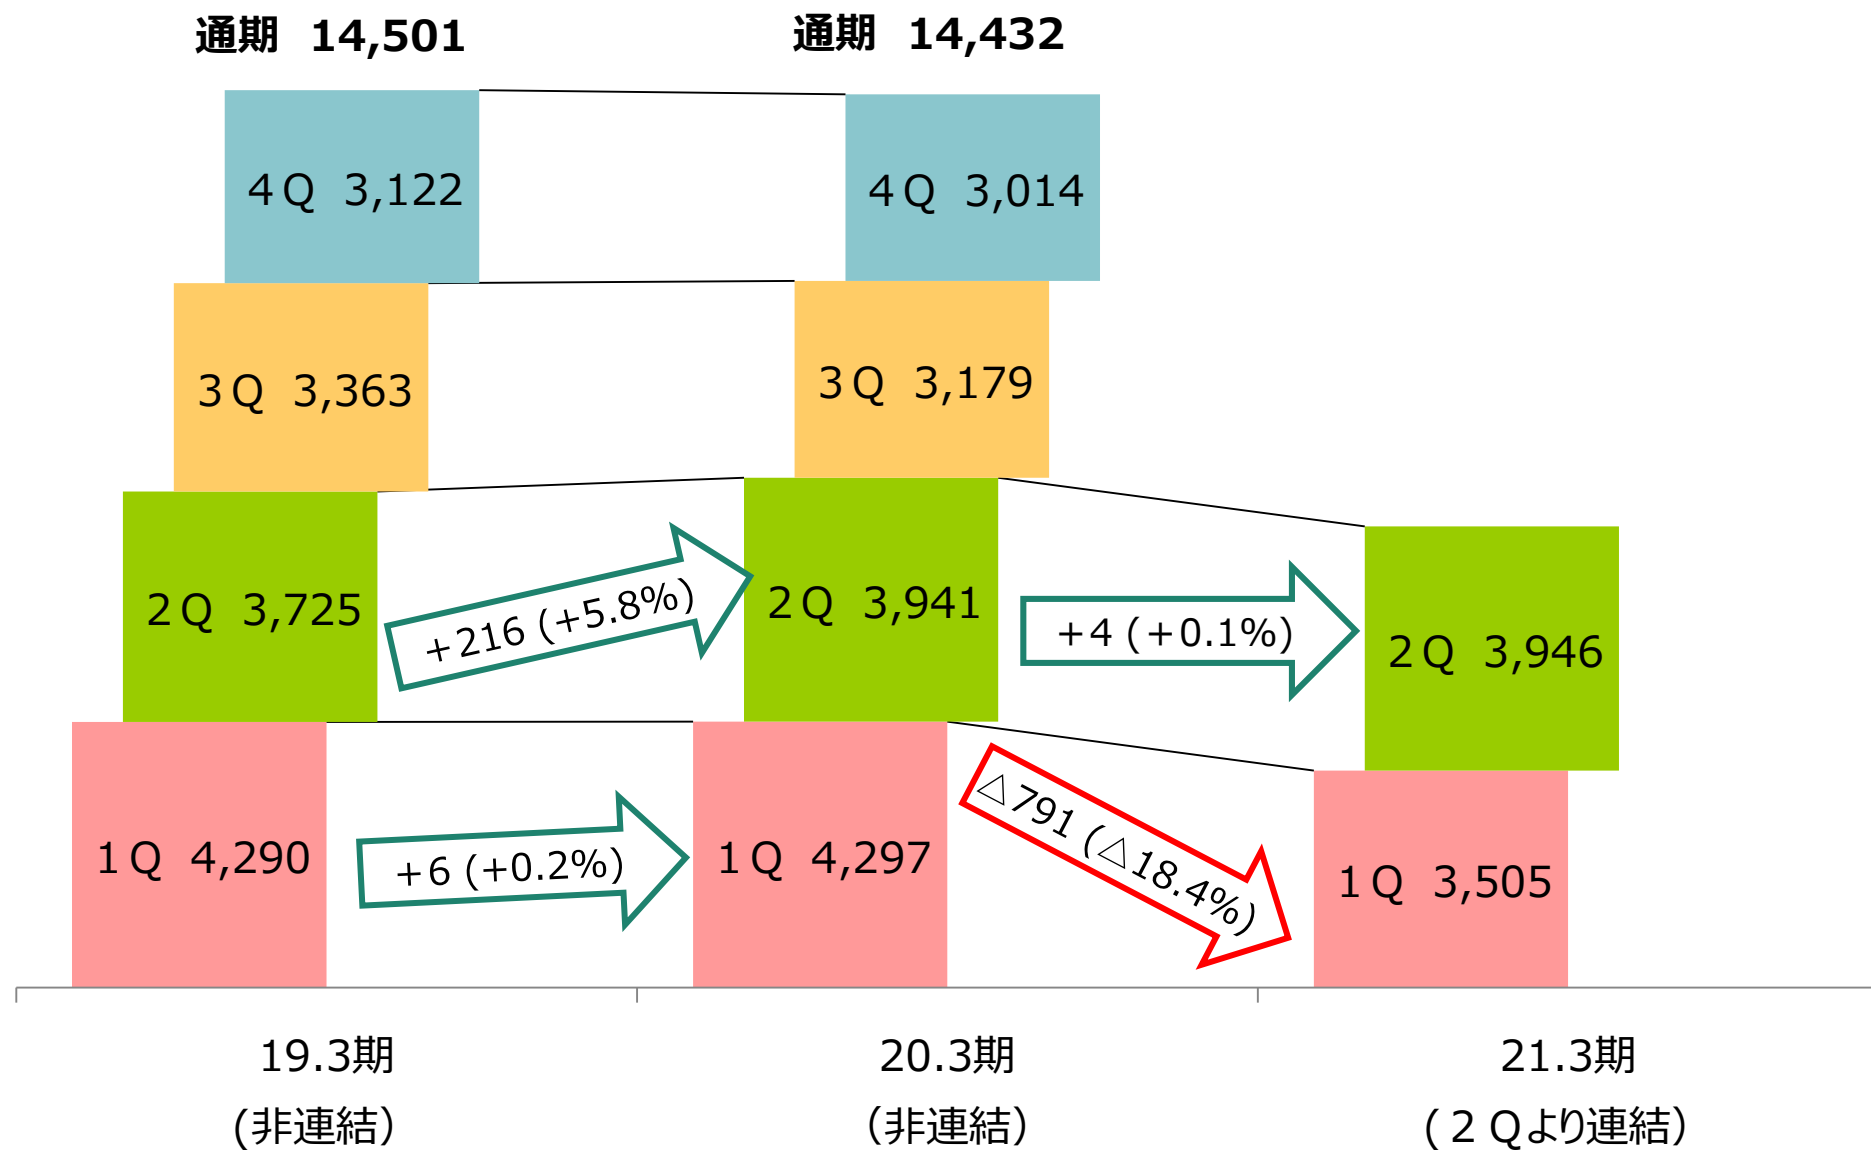 通期 14,501
通期 14,432
４Q 3,122
４Q 3,014
３Q 3,363
３Q 3,179
２Q 3,725
+216 (+5.8%)
２Q 3,941
+4 (+0.1%)
２Q 3,946
１Q 4,290
+6 (+0.2%)
１Q 4,297
△791 (△18.4%)
１Q 3,505
19.3期
20.3期
21.3期
(非連結）
（非連結）
(２Qより連結）